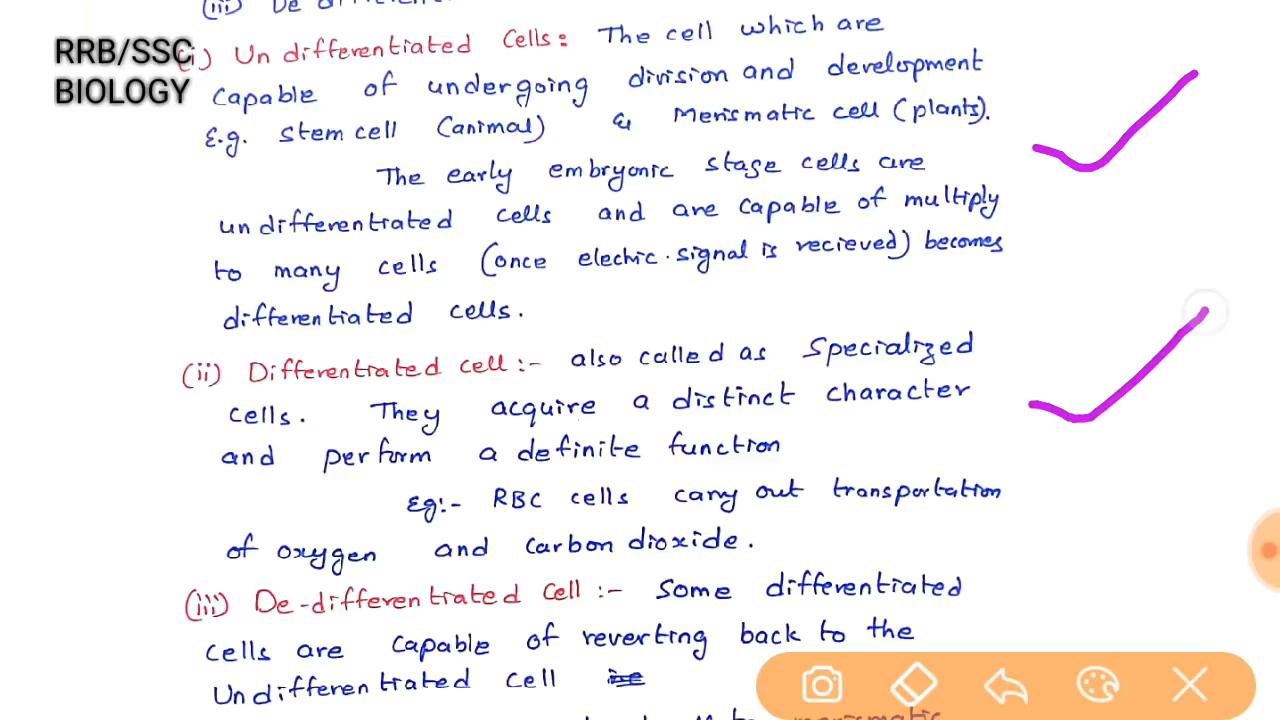 (iii) De
RRB/SSC
BIOLOGY
(i) Un differentiated Cells: The cell which are
capable of undergoing division and development
E.g. stem cell (animal) & Merismatic cell (plants).
The early embryonic stage cells are
undifferentiated cells and are capable of multiply
to many cells (once electric signal is recieved) becomes
differentiated cells.
(ii) Differentiated cell :- also called as Specialized
cells. They acquire a distinct character
and perform a definite function
Eg:- RBC cells carry out transportation
of oxygen and carbon dioxide.
(iii) De-differentiated Cell :- Some differentiated
cells are capable of reverting back to the
Undifferentiated cell
merismatic